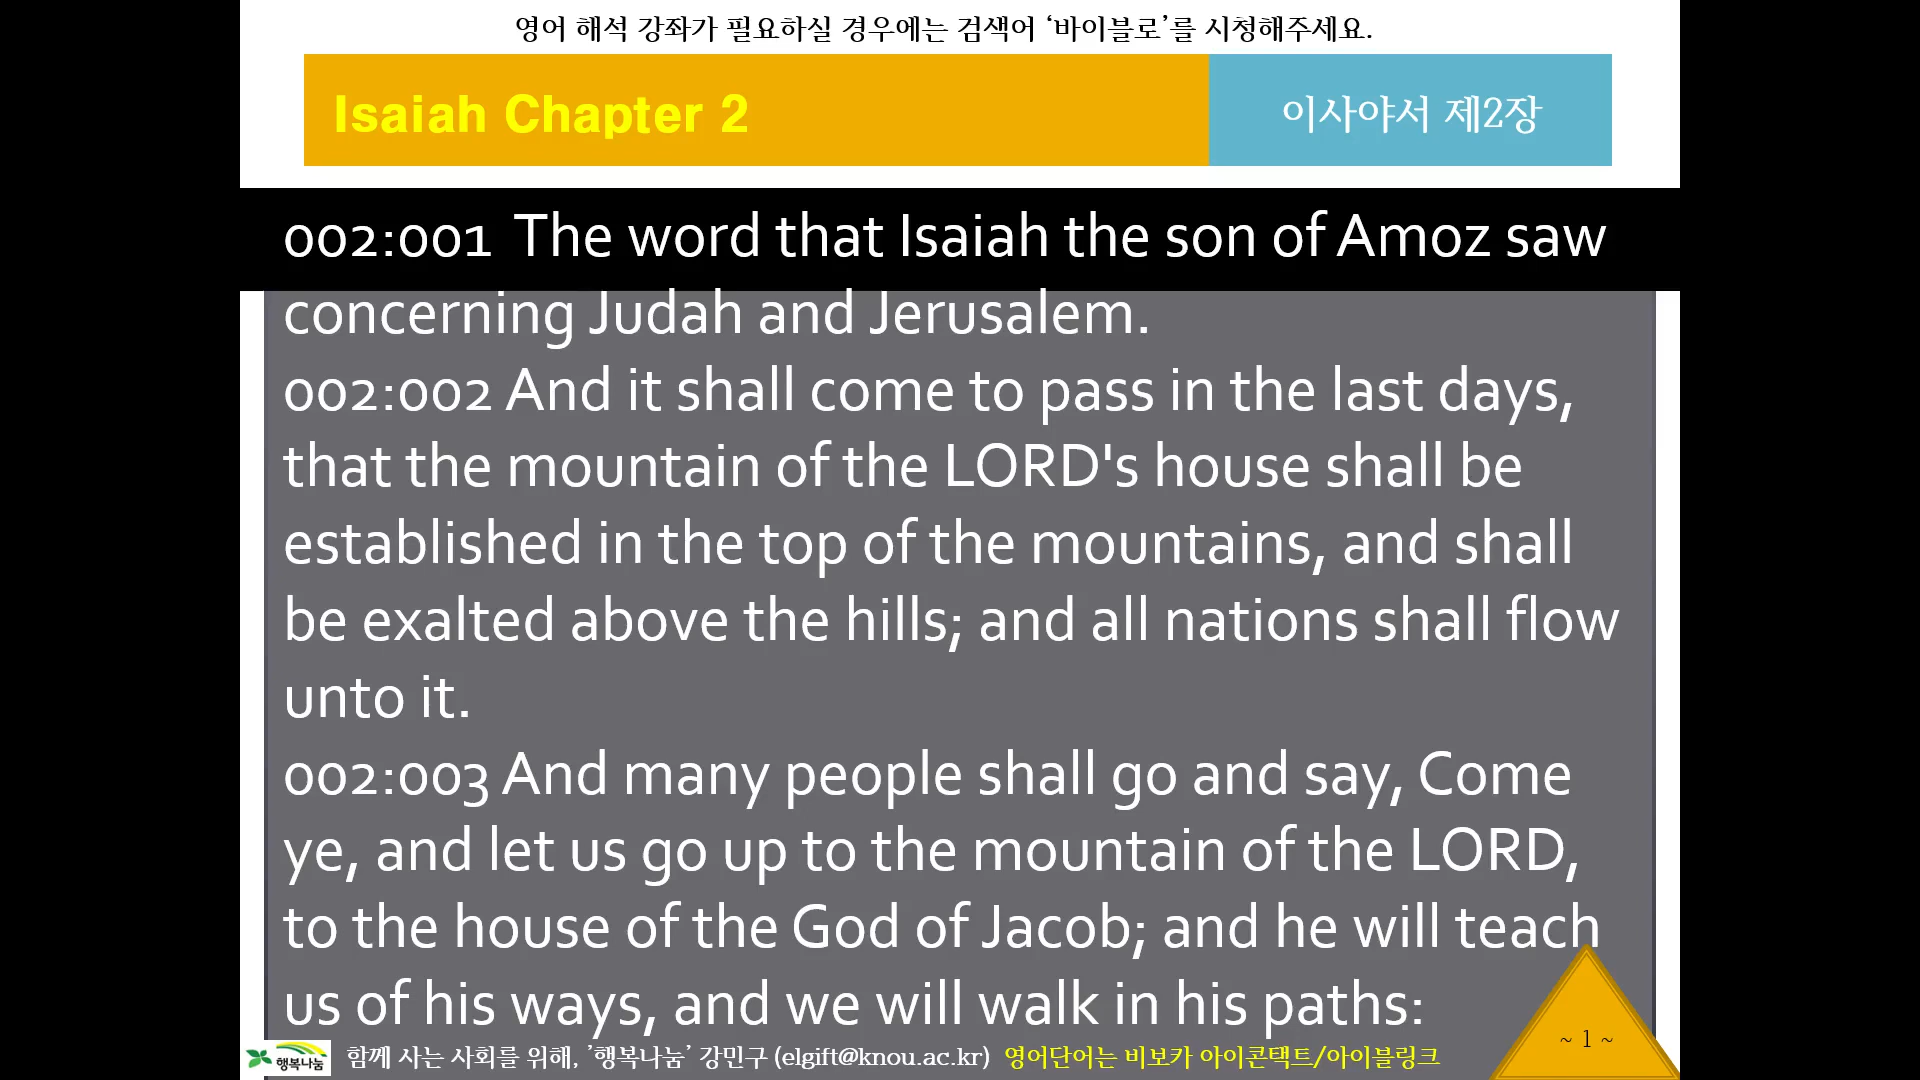 영어 해석 강좌가 필요하실 경우에는 검색어 ‘바이블로’를 시청해주세요.
Isaiah Chapter 2
이사야서 제2장
002:001 The word that Isaiah the son of Amoz saw
concerning Judah and Jerusalem.
002:002 And it shall come to pass in the last days,
that the mountain of the LORD's house shall be
established in the top of the mountains, and shall
be exalted above the hills; and all nations shall flow
unto it.
002:003 And many people shall go and say, Come
ye, and let us go up to the mountain of the LORD,
to the house of the God of Jacob; and he will teach
us of his ways, and we will walk in his paths:
~ 1 ~
행복나눔
함께 사는 사회를 위해, ’행복나눔’ 강민구 (elgift@knou.ac.kr) 영어단어는 비보카 아이콘택트/아이블링크